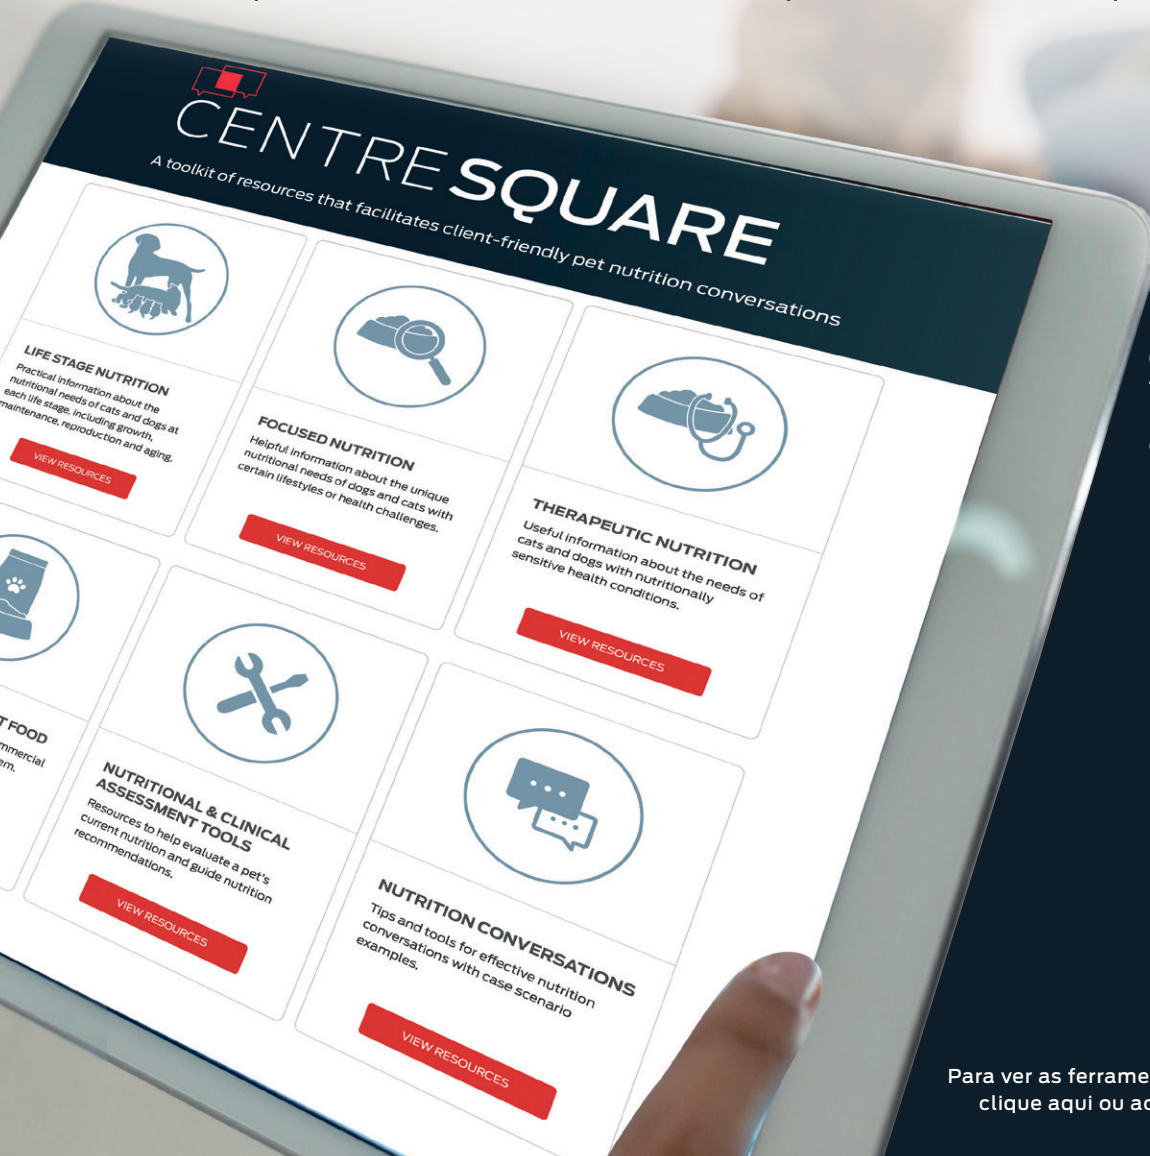 CENTRE SQUARE
A toolkit of resources that facilitates client-friendly pet nutrition conversations
LIFE STAGE NUTRITION
Practical information about the
nutritional needs of cats and dogs at
each life stage, including growth,
maintenance, reproduction and aging.
VIEW RESOURCES
FOCUSED NUTRITION
Helpful information about the unique
nutritional needs of dogs and cats with
certain lifestyles or health challenges.
VIEW RESOURCES
THERAPEUTIC NUTRITION
Useful information about the needs of
cats and dogs with nutritionally
sensitive health conditions.
VIEW RESOURCES
FOOD
NUTRITIONAL & CLINICAL
ASSESSMENT TOOLS
Resources to help evaluate a pet's
current nutrition and guide nutrition
recommendations.
VIEW RESOURCES
NUTRITION CONVERSATIONS
Tips and tools for effective nutrition
conversations with case scenario
examples.
VIEW RESOURCES
Para ver as
clique aqui ou